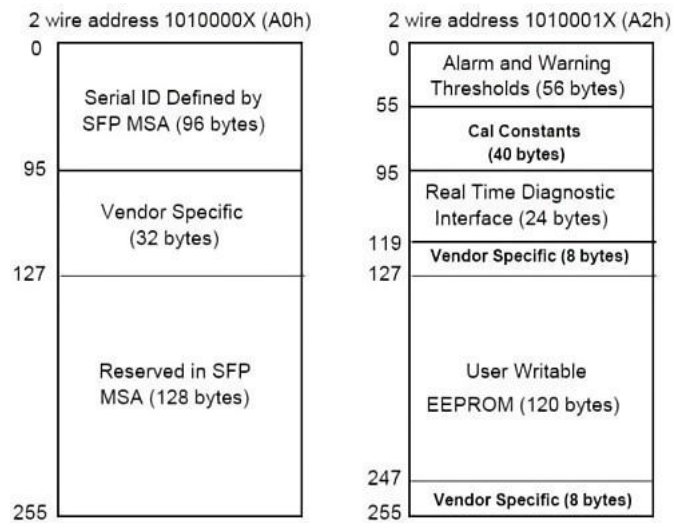 2 wire address 1010000X (A0h)
0
Serial ID Defined by
SFP MSA (96 bytes)
95
Vendor Specific
(32 bytes)
127
Reserved in SFP
MSA (128 bytes)
255
2 wire address 1010001X (A2h)
0
Alarm and Warning
Thresholds (56 bytes)
55
Cal Constants
(40 bytes)
95
Real Time Diagnostic
Interface (24 bytes)
119
Vendor Specific (8 bytes)
127
User Writable
EEPROM (120 bytes)
247
Vendor Specific (8 bytes)
255